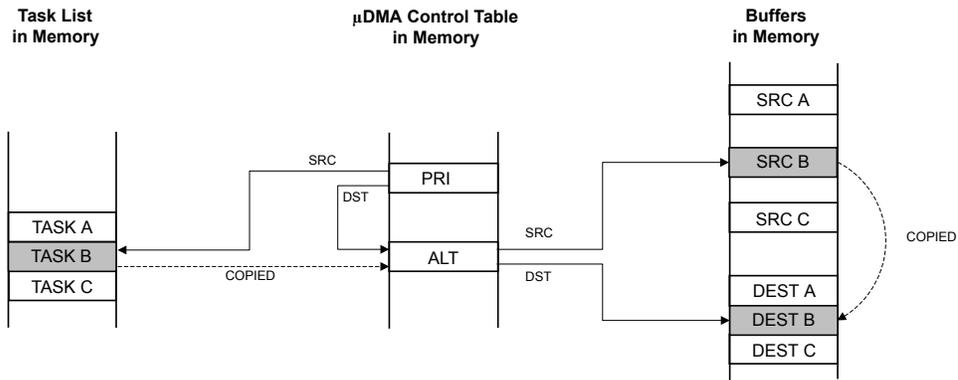 Task List
in Memory
µDMA Control Table
in Memory
Buffers
in Memory
SRC A
SRC
SRC B
PRI
DST
TASK A
SRC C
SRC
COPIED
TASK B
ALT
COPIED
DST
TASK C
DEST A
DEST B
DEST C